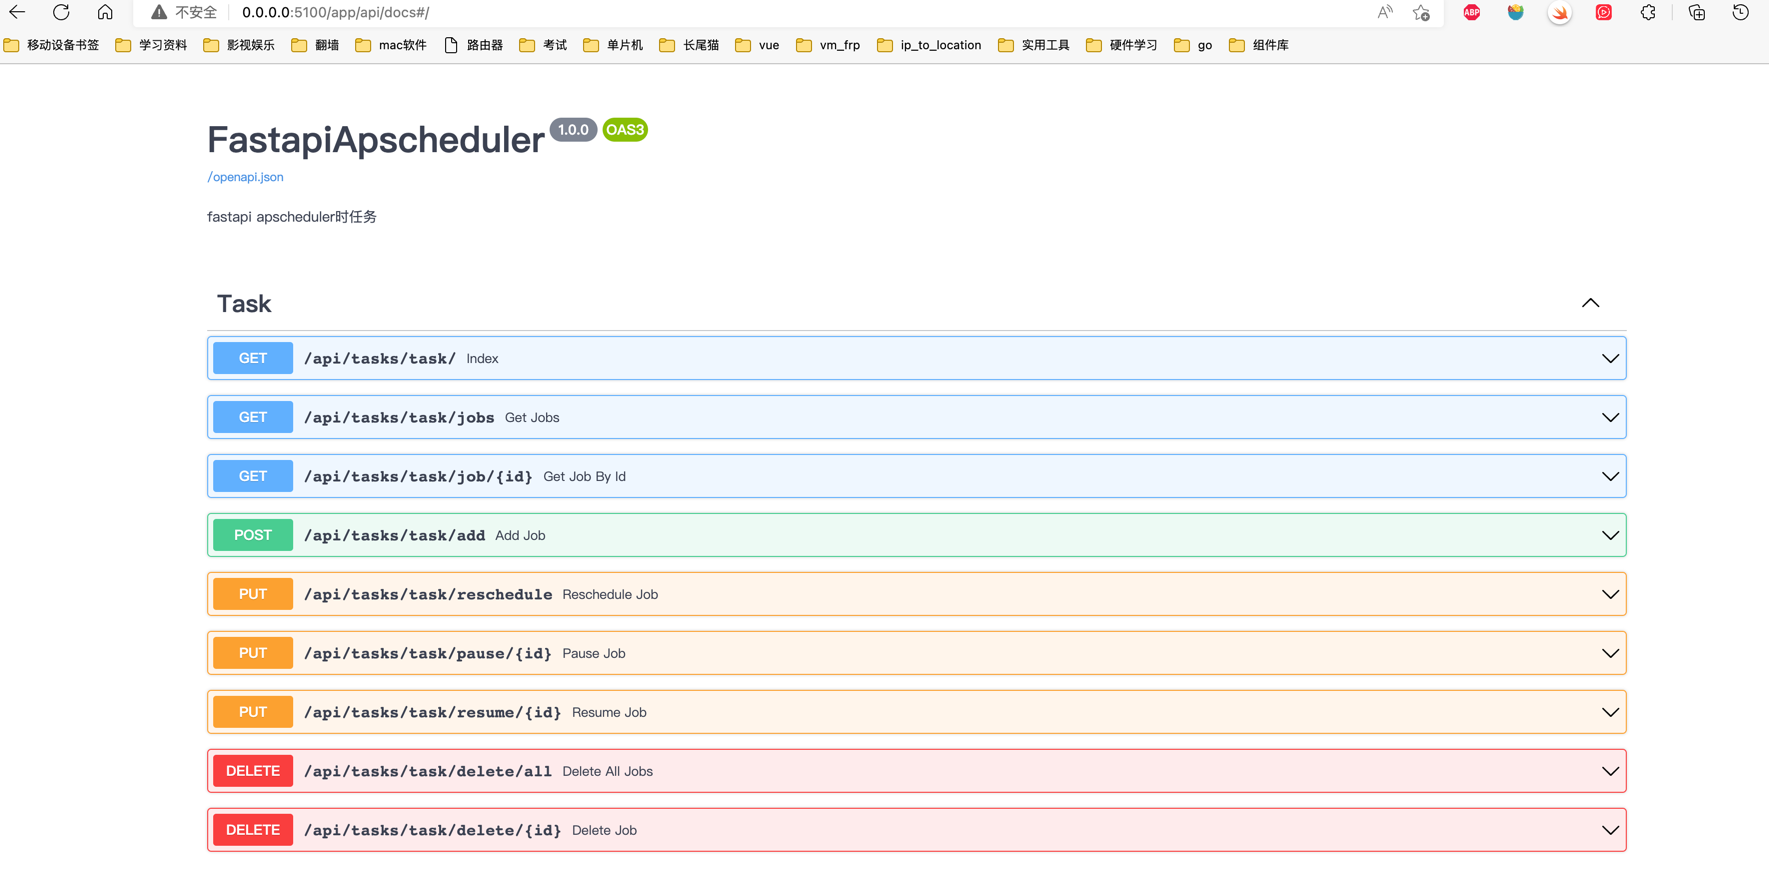 不安全 0.0.0.0:5100/app/api/docs#/
移动设备书签 学习资料 影视娱乐 翻墙 mac软件 路由器 考试 单片机 长尾猫 vue vm_frp ip_to_location 实用工具 硬件学习 go 组件库
FastapiApscheduler 1.0.0 OAS3
/openapi.json
fastapi apscheduler时任务
Task
GET /api/tasks/task/ Index
GET /api/tasks/task/jobs Get Jobs
GET /api/tasks/task/job/{id} Get Job By Id
POST /api/tasks/task/add Add Job
PUT /api/tasks/task/reschedule Reschedule Job
PUT /api/tasks/task/pause/{id} Pause Job
PUT /api/tasks/task/resume/{id} Resume Job
DELETE /api/tasks/task/delete/all Delete All Jobs
DELETE /api/tasks/task/delete/{id} Delete Job